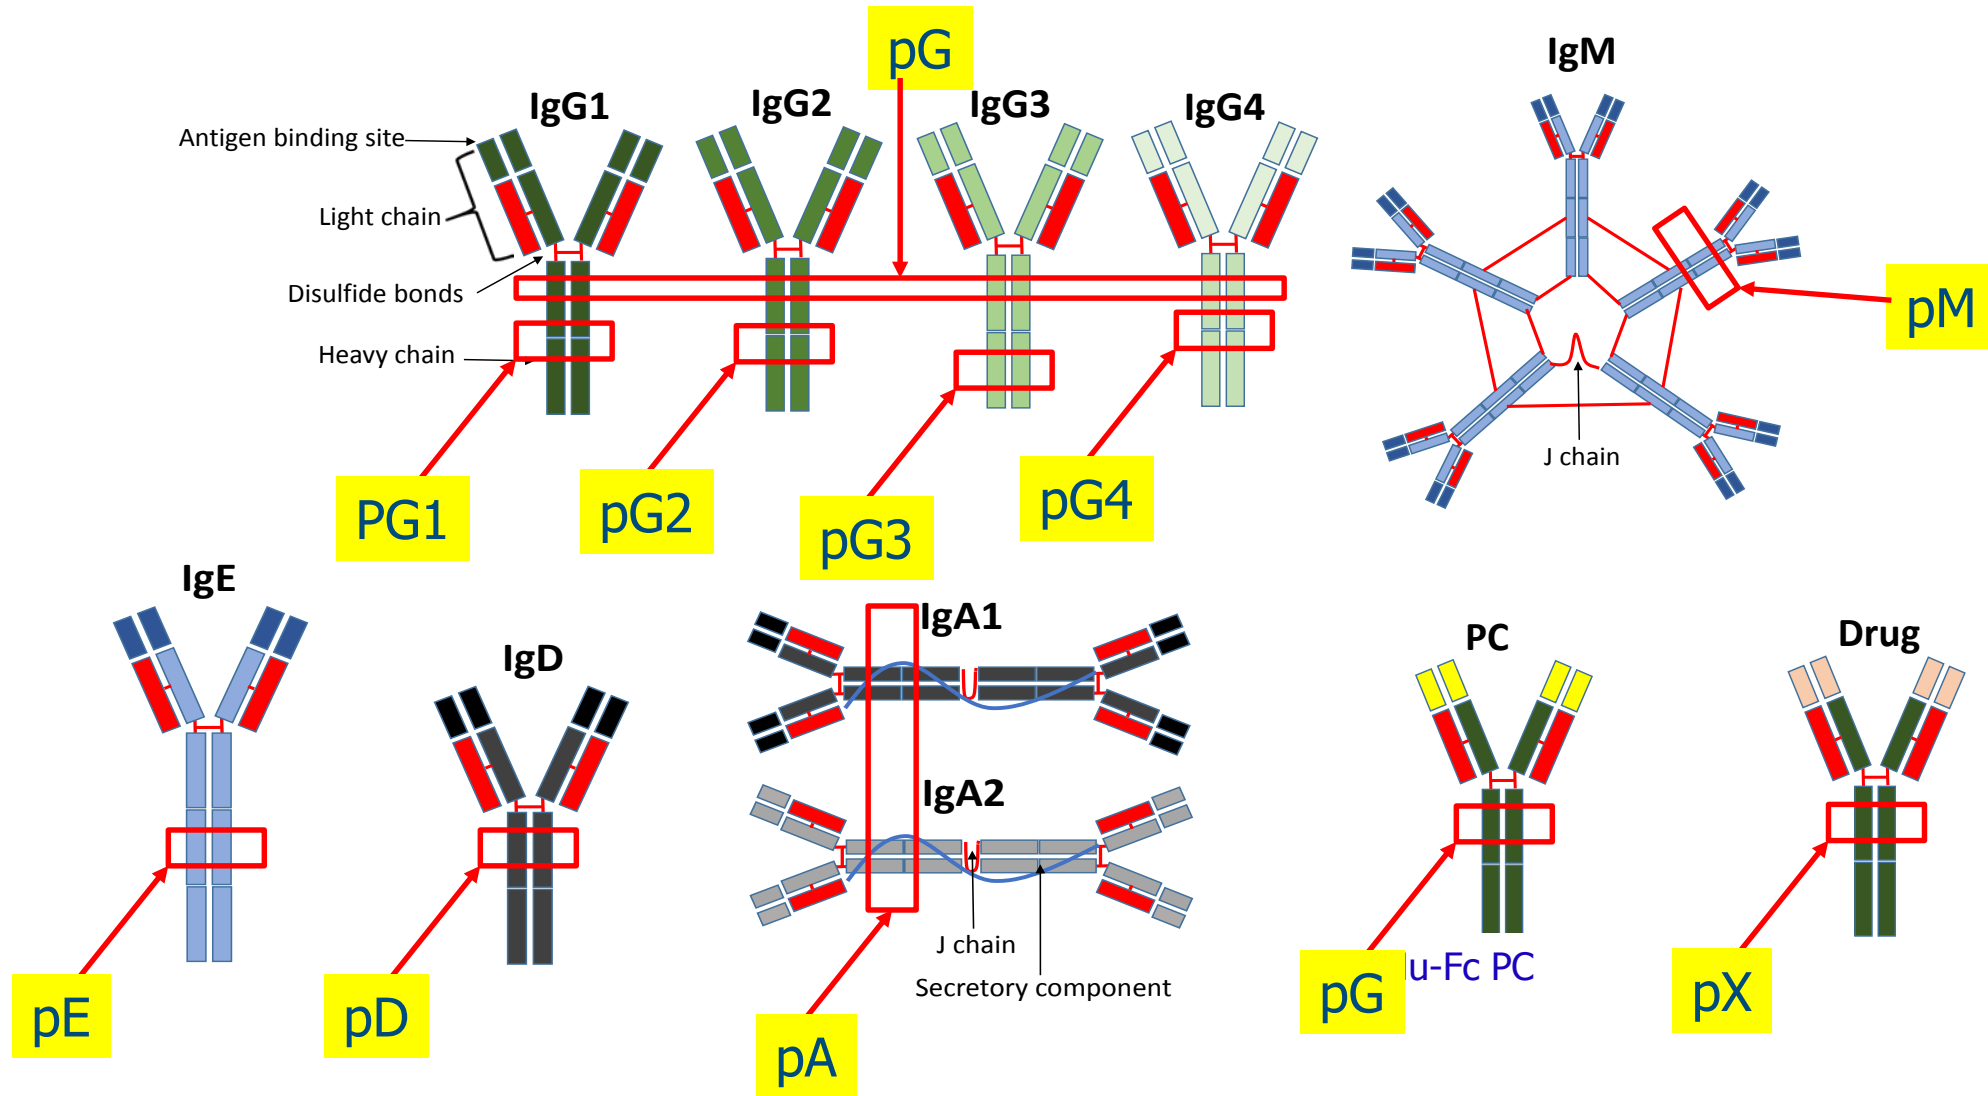 pG
IgM
IgG1
IgG2
IgG3
IgG4
Antigen binding site
Light chain
Disulfide bonds
Heavy chain
pM
J chain
PG1
pG2
pG3
pG4
IgE
IgD
IgA1
PC
Drug
IgA2
J chain
Secretory component
pE
pD
pA
pG
lu-Fc PC
pX